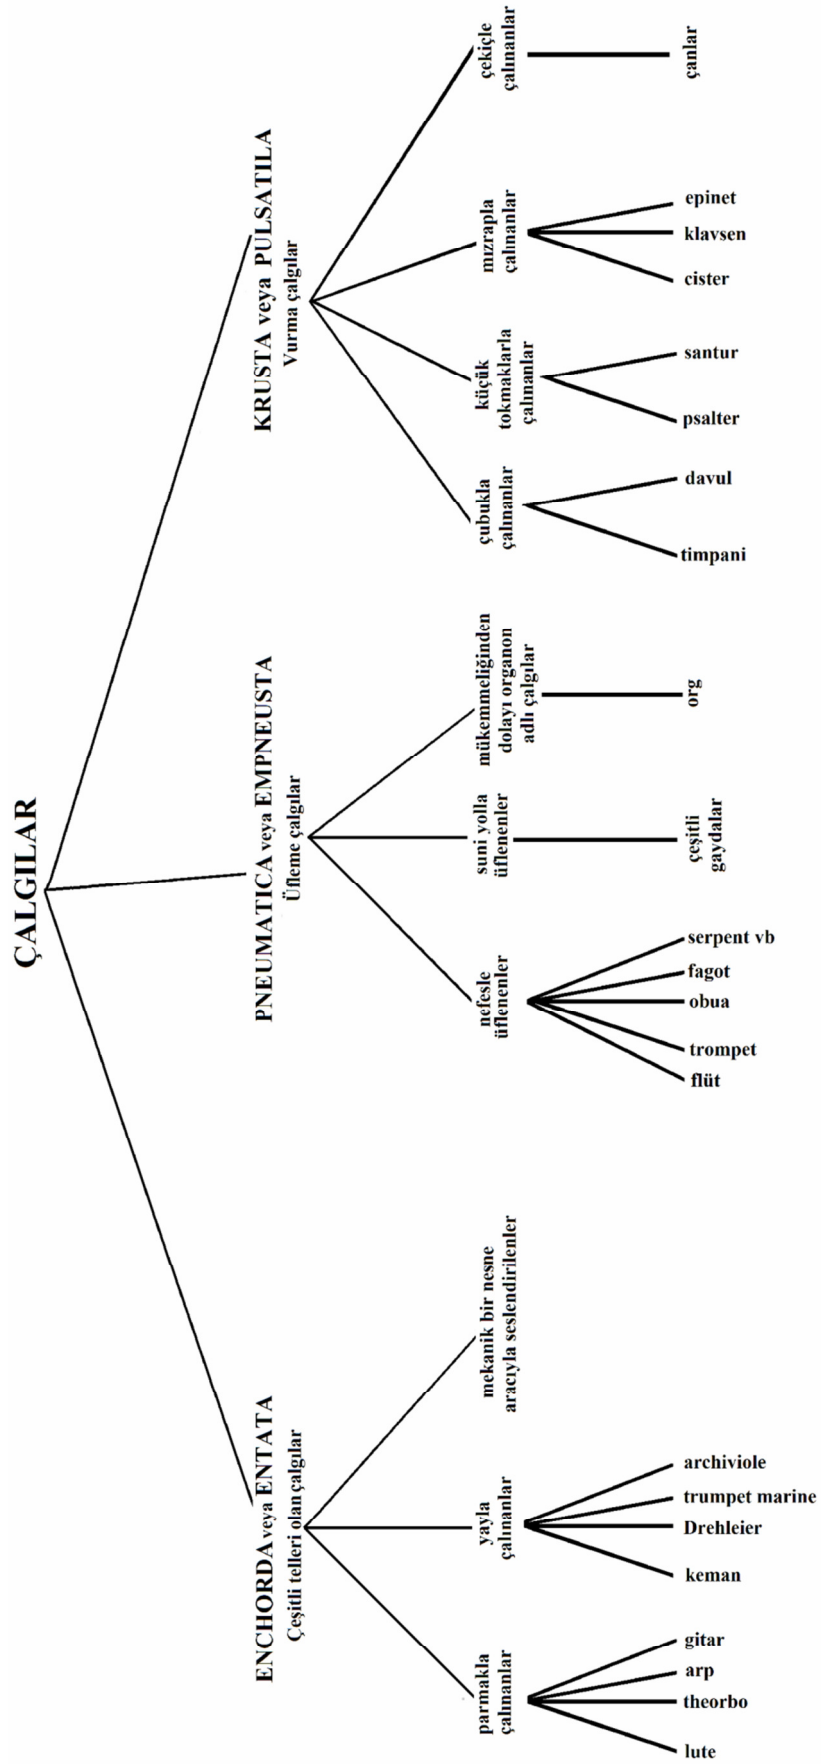 ÇALGILAR
ENCHORDA veya ENTATA
Çeşitli telleri olan çalgılar
parmakla
çalınanlar
lute
theorbo
arp
gitar
yayla
çalınanlar
keman
Drehleier
trumpet marine
archiviole
mekanik bir nesne
aracıyla seslendirilenler
PNEUMATICA veya EMPNEUSTA
Üfleme çalgılar
nefesle
üflenenler
flüt
trompet
obua
fagot
serpent vb
suni yolla
üflenenler
çeşitli
gaydalar
mükemmeliğinden
dolayı organon
adlı çalgılar
org
KRUSTA veya PULSATILA
Vurma çalgılar
çubukla
çalınanlar
timpani
davul
küçük
tokmaklarla
çalınanlar
psalter
santur
mızrapla
çalınanlar
cister
klavsen
epinet
çekiçle
çalınanlar
çanlar